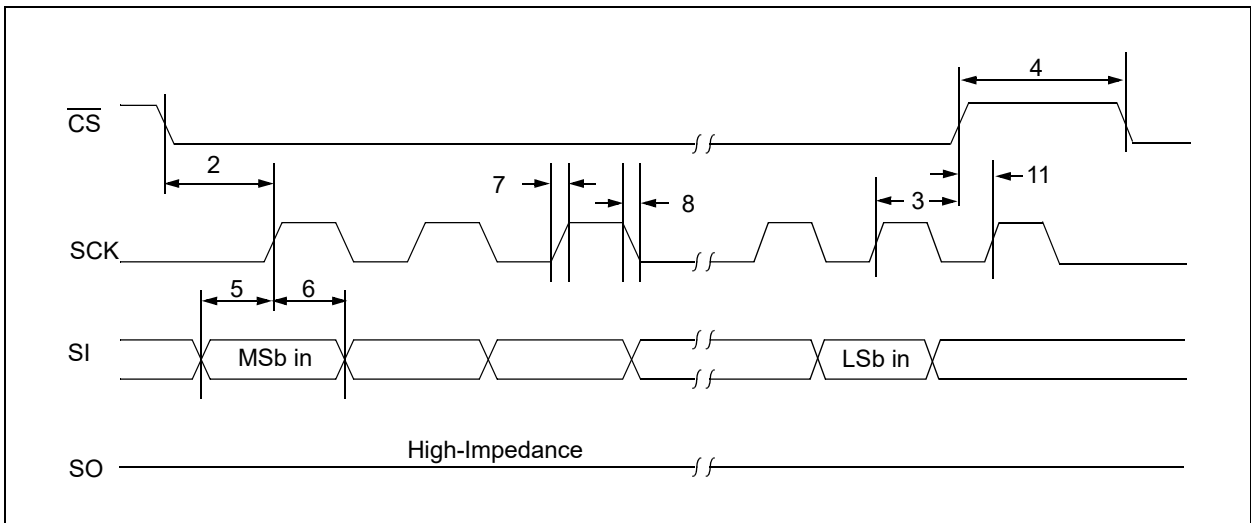 4
CS
2
7
8
3
11
SCK
5
6
SI
MSb in
LSb in
High-Impedance
SO